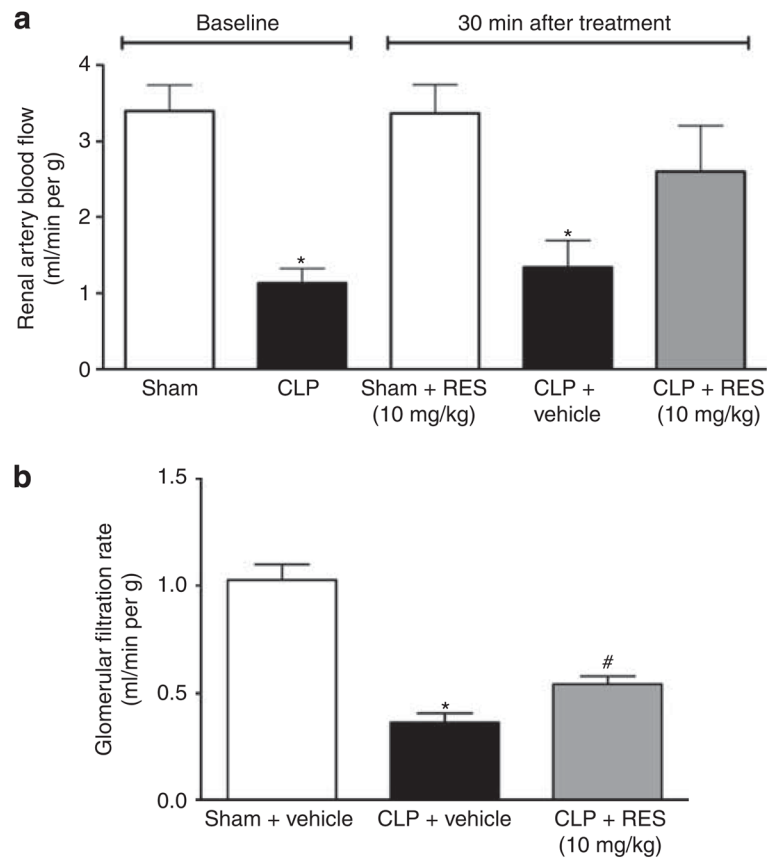 a
Baseline
30 min after treatment
Renal artery blood flow
(ml/min per g)
4
3
2
1
0
*
*
Sham
CLP
Sham + RES
(10 mg/kg)
CLP +
vehicle
CLP + RES
(10 mg/kg)
b
Glomerular filtration rate
(ml/min per g)
1.5
1.0
0.5
0.0
*
#
Sham + vehicle
CLP + vehicle
CLP + RES
(10 mg/kg)